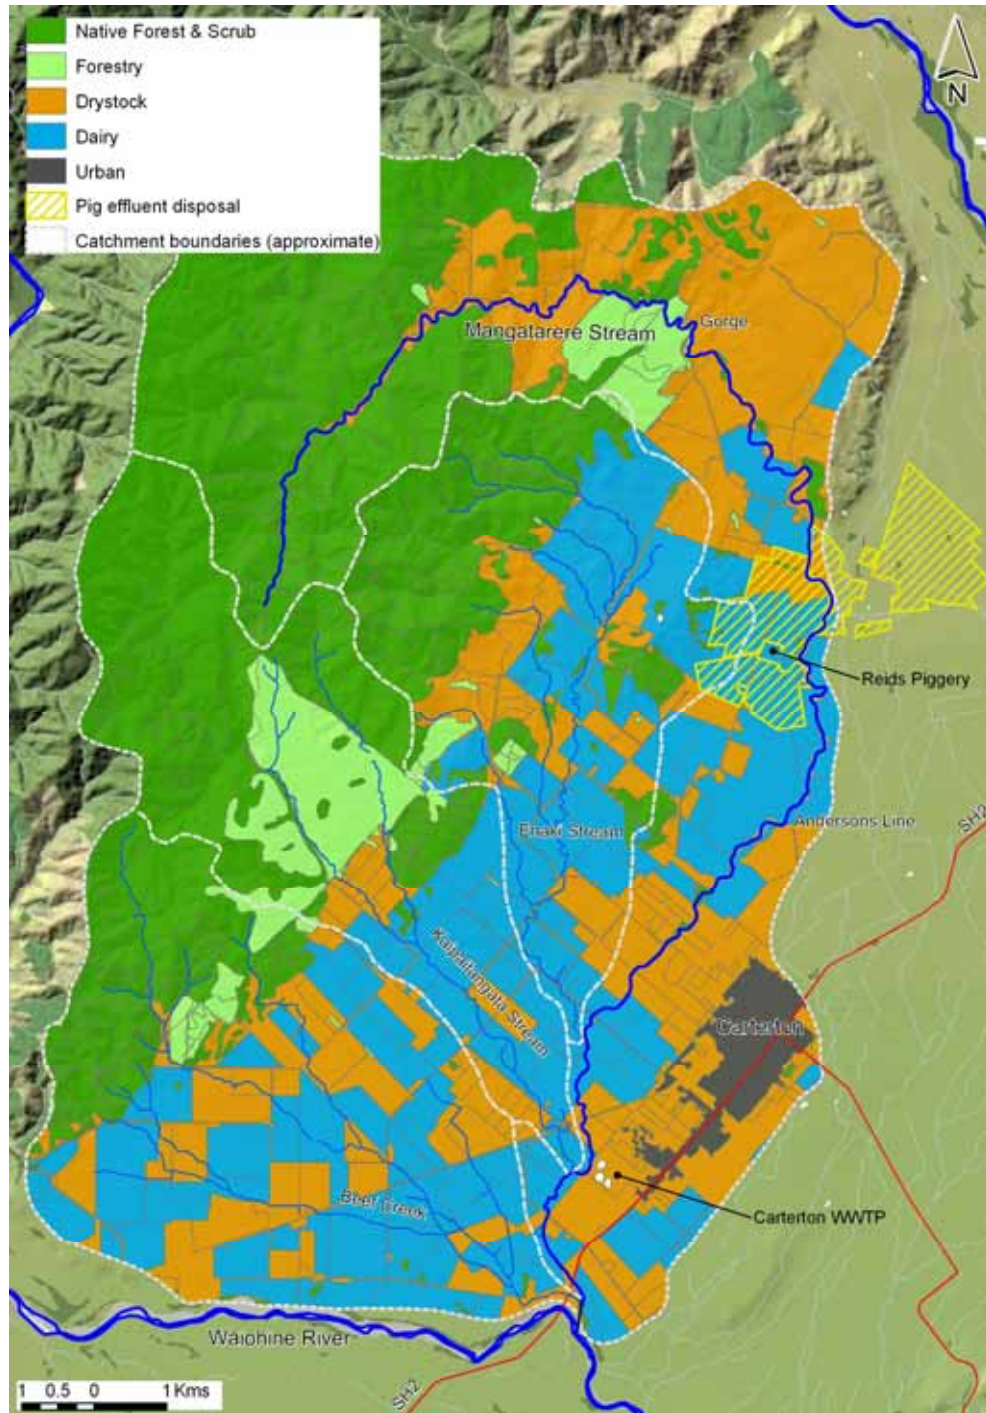 Native Forest & Scrub
Forestry
Drystock
Dairy
Urban
Pig effluent disposal
Catchment boundaries (approximate)
N
Mangatarere Stream
Gorge
Reids Piggery
Enaki Stream
Andersons Line
SH2
Kaipaitangata Stream
Carterton
Beef Creek
Carterton WWTP
Waiohine River
1 0.5 0 1 Kms
SH2